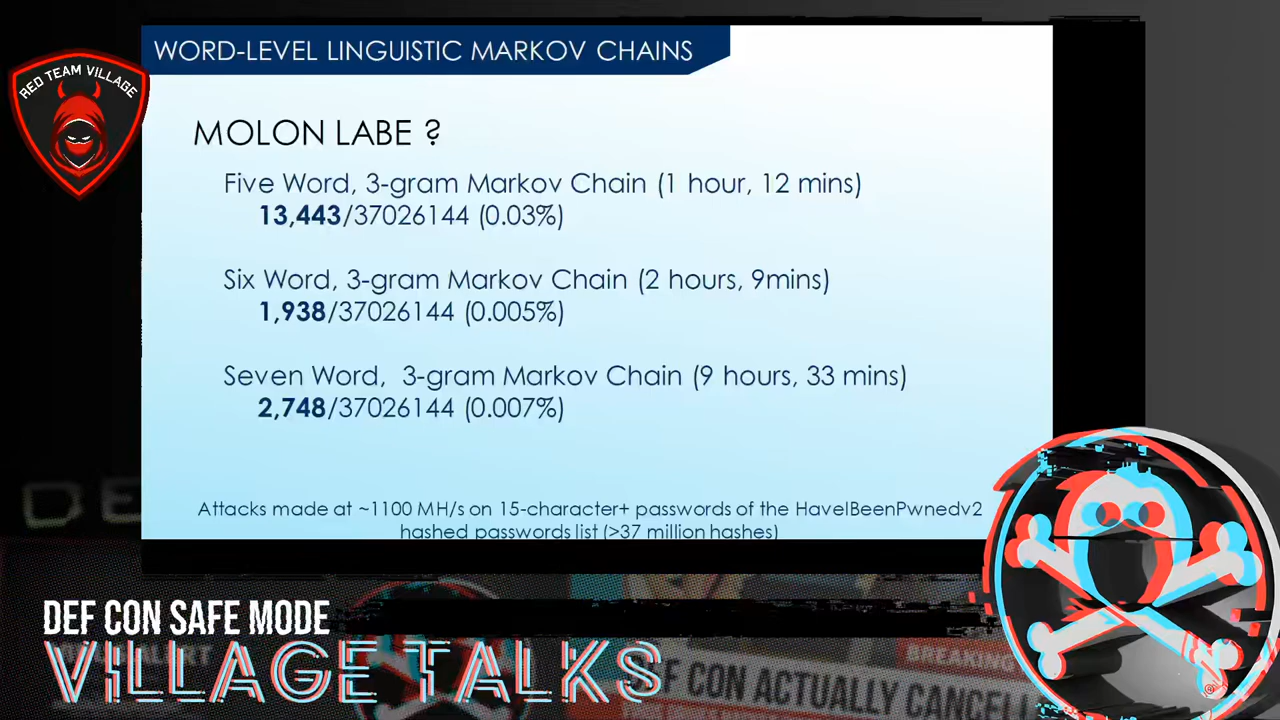 WORD-LEVEL LINGUISTIC MARKOV CHAINS
RED TEAM VILLAGE
MOLON LABE ?
Five Word, 3-gram Markov Chain (1 hour, 12 mins)
13,443/37026144 (0.03%)
Six Word, 3-gram Markov Chain (2 hours, 9mins)
1,938/37026144 (0.005%)
Seven Word, 3-gram Markov Chain (9 hours, 33 mins)
2,748/37026144 (0.007%)
Attacks made at ~1100 MH/s on 15-character+ passwords of the HaveIBeenPwnedv2
hashed passwords list (>37 million hashes)
DE
DEF CON SAFE MODE
VILLAGE TALKS
BREAKING
DEF CON ACTUALLY CANCEL